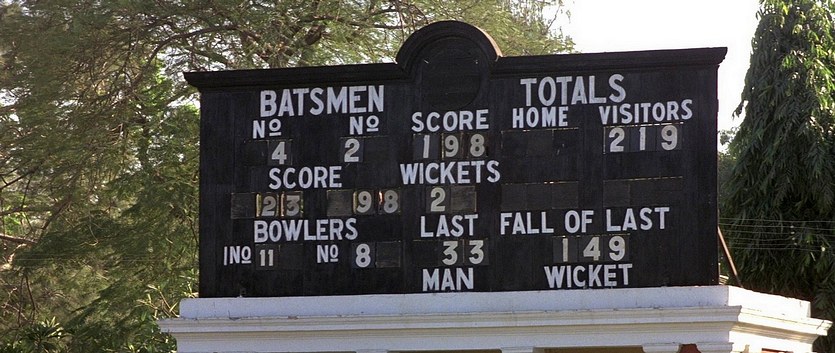 BATSMEN TOTALS
Nº Nº SCORE HOME VISITORS
4 2 198 219
SCORE WICKETS
23 98 2
BOWLERS LAST FALL OF LAST
Nº 11 Nº 8 33 149
MAN WICKET